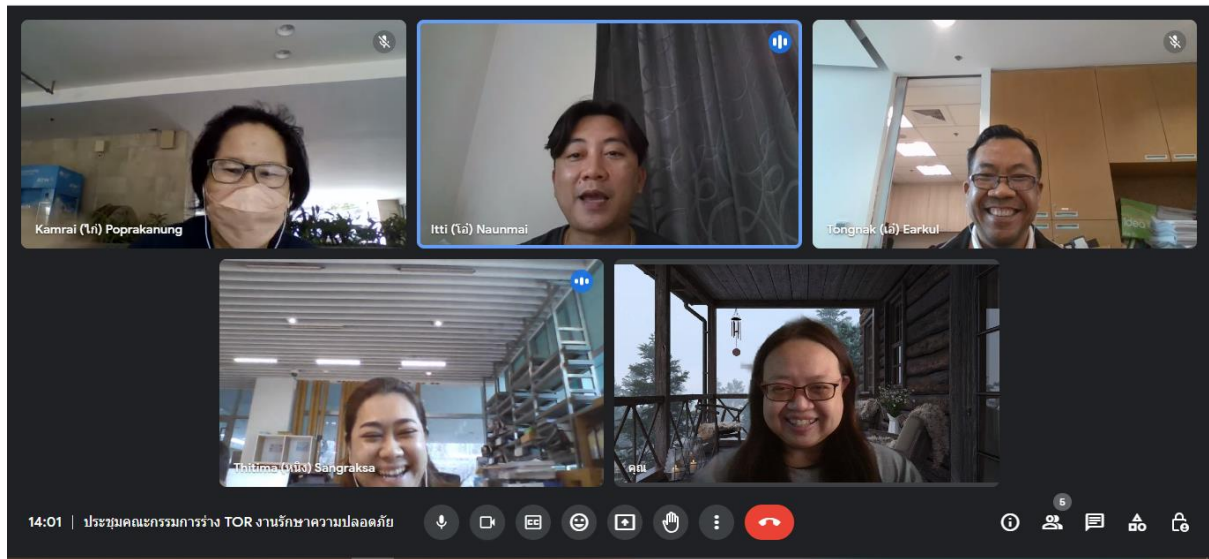 Kamrai (ไก่) Poprakanung
Itti (โอ๋) Naunmai
Tongnak (เอ๋) Earkul
Thitima (หนิง) Sangraksa
คุณ
14:01 | ประชุมคณะกรรมการร่าง TOR งานรักษาความปลอดภัย
CC
5